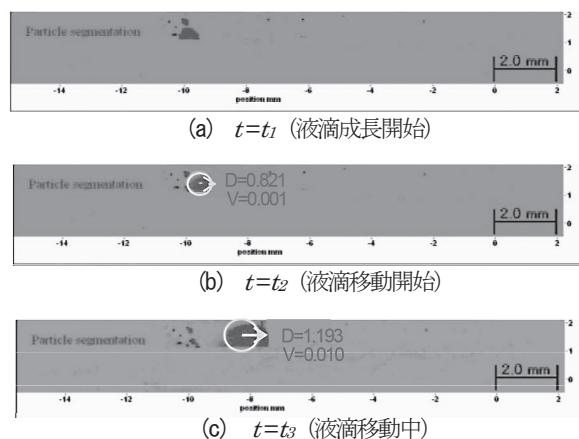 Particle segmentation
2
1
0
2.0 mm
-14 -12 -10 -8 -6 -4 -2 0 2
position mm
(a) t=t1 (液滴成長開始)
Particle segmentation
D=0.821
V=0.001
2
1
0
2.0 mm
-14 -12 -10 -8 -6 -4 -2 0 2
position mm
(b) t=t2 (液滴移動開始)
Particle segmentation
D=1.193
V=0.010
2
1
0
2.0 mm
-14 -12 -10 -8 -6 -4 -2 0 2
position mm
(c) t=t3 (液滴移動中)